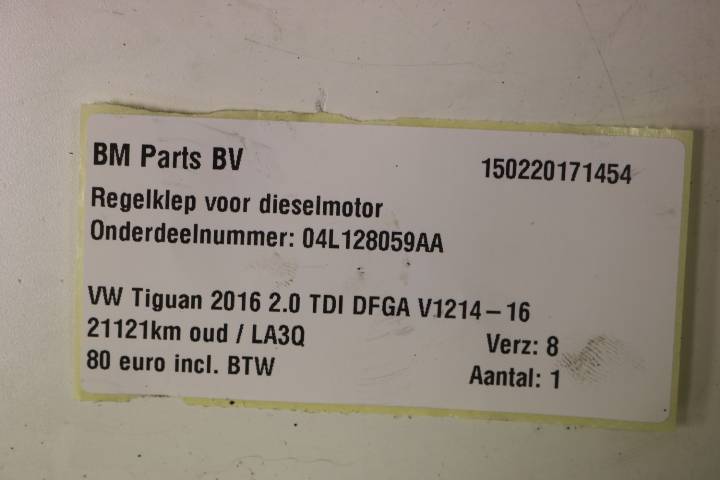 BM Parts BV 150220171454
Regelklep voor dieselmotor
Onderdeelnummer: 04L128059AA
VW Tiguan 2016 2.0 TDI DFGA V1214-16
21121km oud / LA3Q Verz: 8
80 euro incl. BTW Aantal: 1